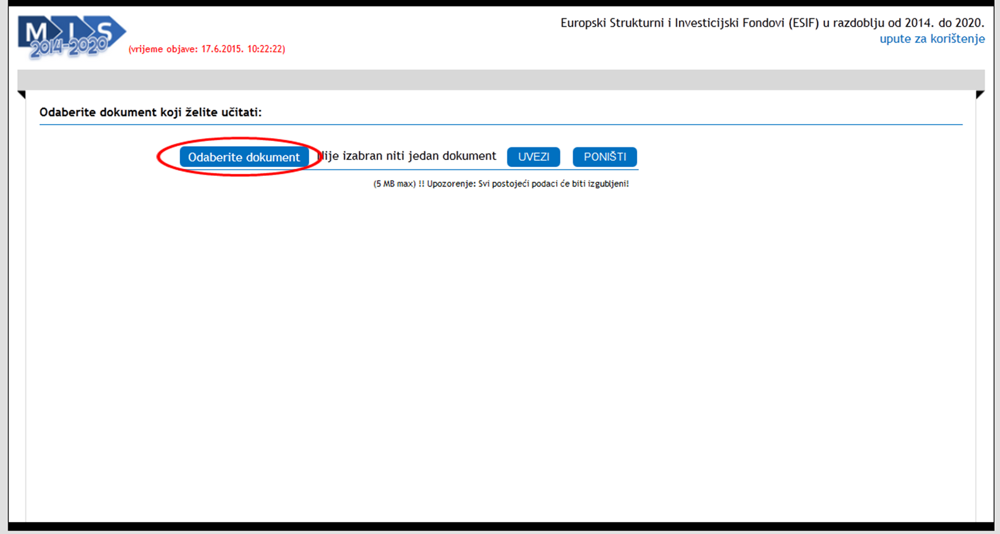 MIS
2014-2020
(vrijeme objave: 17.6.2015. 10:22:22)
Europski Strukturni i Investicijski Fondovi (ESIF) u razdoblju od 2014. do 2020.
upute za korištenje
Odaberite dokument koji želite učitati:
Odaberite dokument Nije izabran niti jedan dokument UVEZI PONIŠTI
(5 MB max) !! Upozorenje: Svi postojeći podaci će biti izgubljeni!